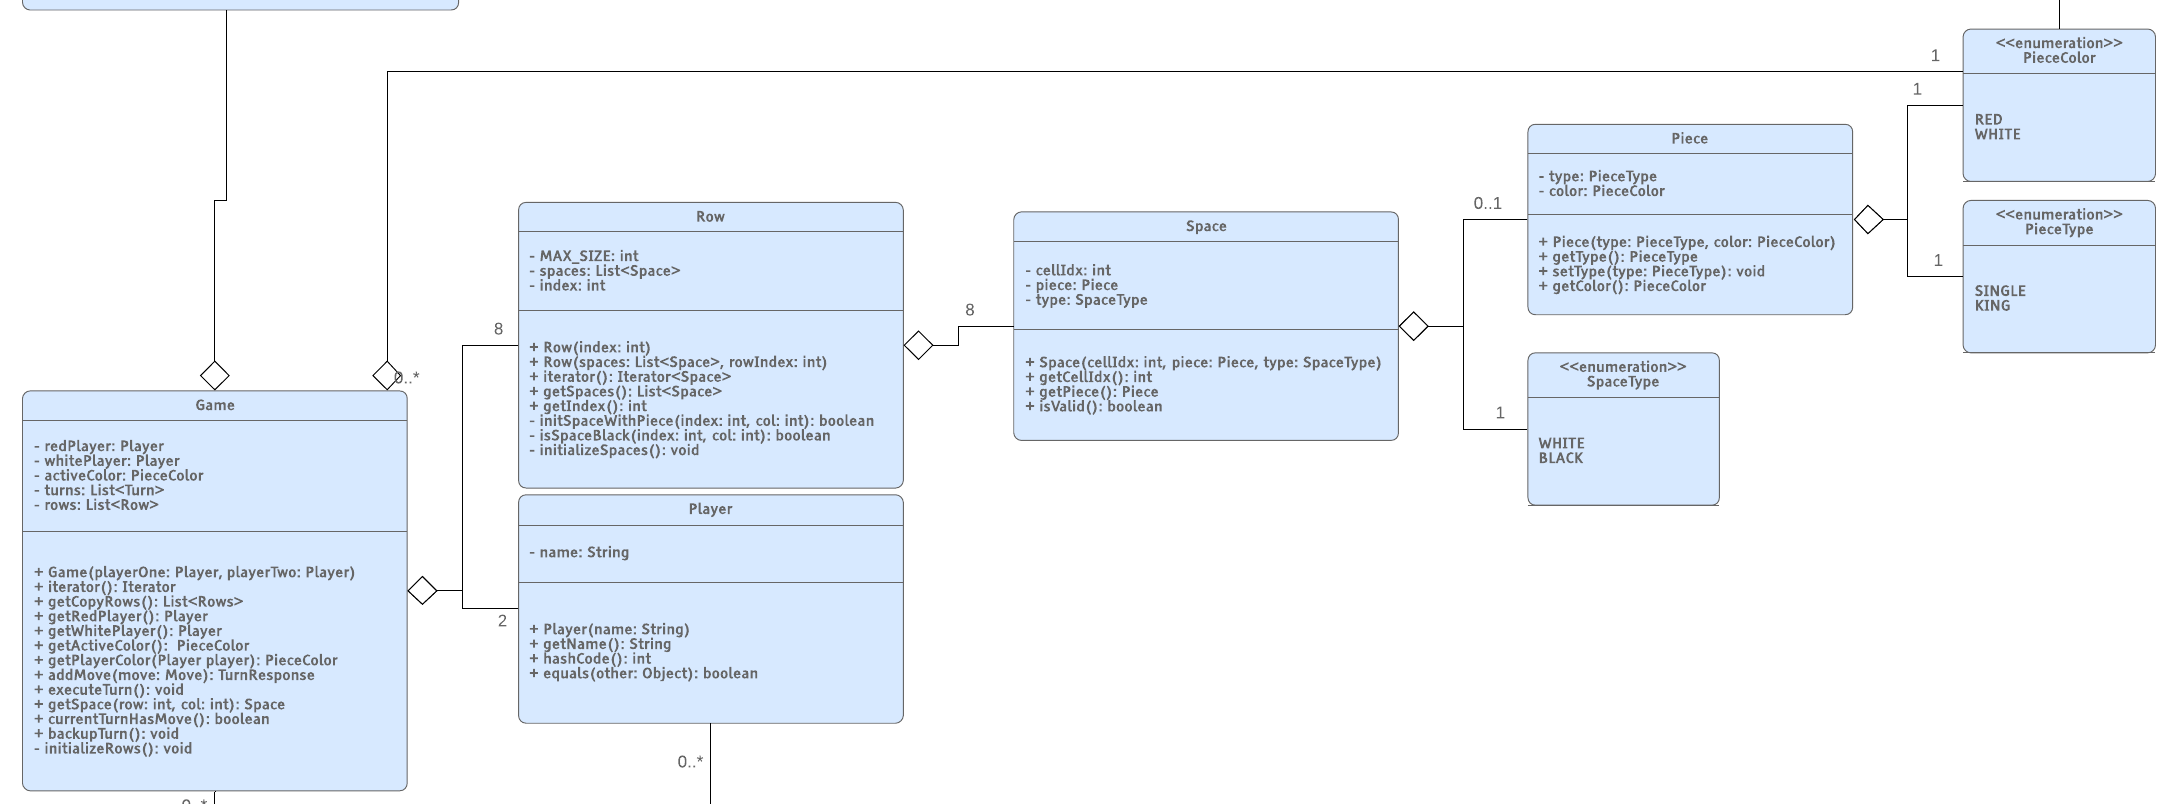 <<enumeration>>
PieceColor
RED
WHITE
1
1
1
<<enumeration>>
PieceType
SINGLE
KING
Piece
- type: PieceType
- color: PieceColor
+ Piece(type: PieceType, color: PieceColor)
+ getType(): PieceType
+ setType(type: PieceType): void
+ getColor(): PieceColor
0..1
1
<<enumeration>>
SpaceType
WHITE
BLACK
Space
- cellIdx: int
- piece: Piece
- type: SpaceType
+ Space(cellIdx: int, piece: Piece, type: SpaceType)
+ getCellIdx(): int
+ getPiece(): Piece
+ isValid(): boolean
8
Row
- MAX_SIZE: int
- spaces: List<Space>
- index: int
+ Row(index: int)
+ Row(spaces: List<Space>, rowIndex: int)
+ iterator(): Iterator<Space>
+ getSpaces(): List<Space>
+ getIndex(): int
- initSpaceWithPiece(index: int, col: int): boolean
- isSpaceBlack(index: int, col: int): boolean
- initializeSpaces(): void
8
0..*
Game
- redPlayer: Player
- whitePlayer: Player
- activeColor: PieceColor
- turns: List<Turn>
- rows: List<Row>
+ Game(playerOne: Player, playerTwo: Player)
+ iterator(): Iterator
+ getCopyRows(): List<Rows>
+ getRedPlayer(): Player
+ getWhitePlayer(): Player
+ getActiveColor():  PieceColor
+ getPlayerColor(Player player): PieceColor
+ addMove(move: Move): TurnResponse
+ executeTurn(): void
+ getSpace(row: int, col: int): Space
+ currentTurnHasMove(): boolean
+ backupTurn(): void
- initializeRows(): void
0..*
2
Player
- name: String
+ Player(name: String)
+ getName(): String
+ hashCode(): int
+ equals(other: Object): boolean
0..*